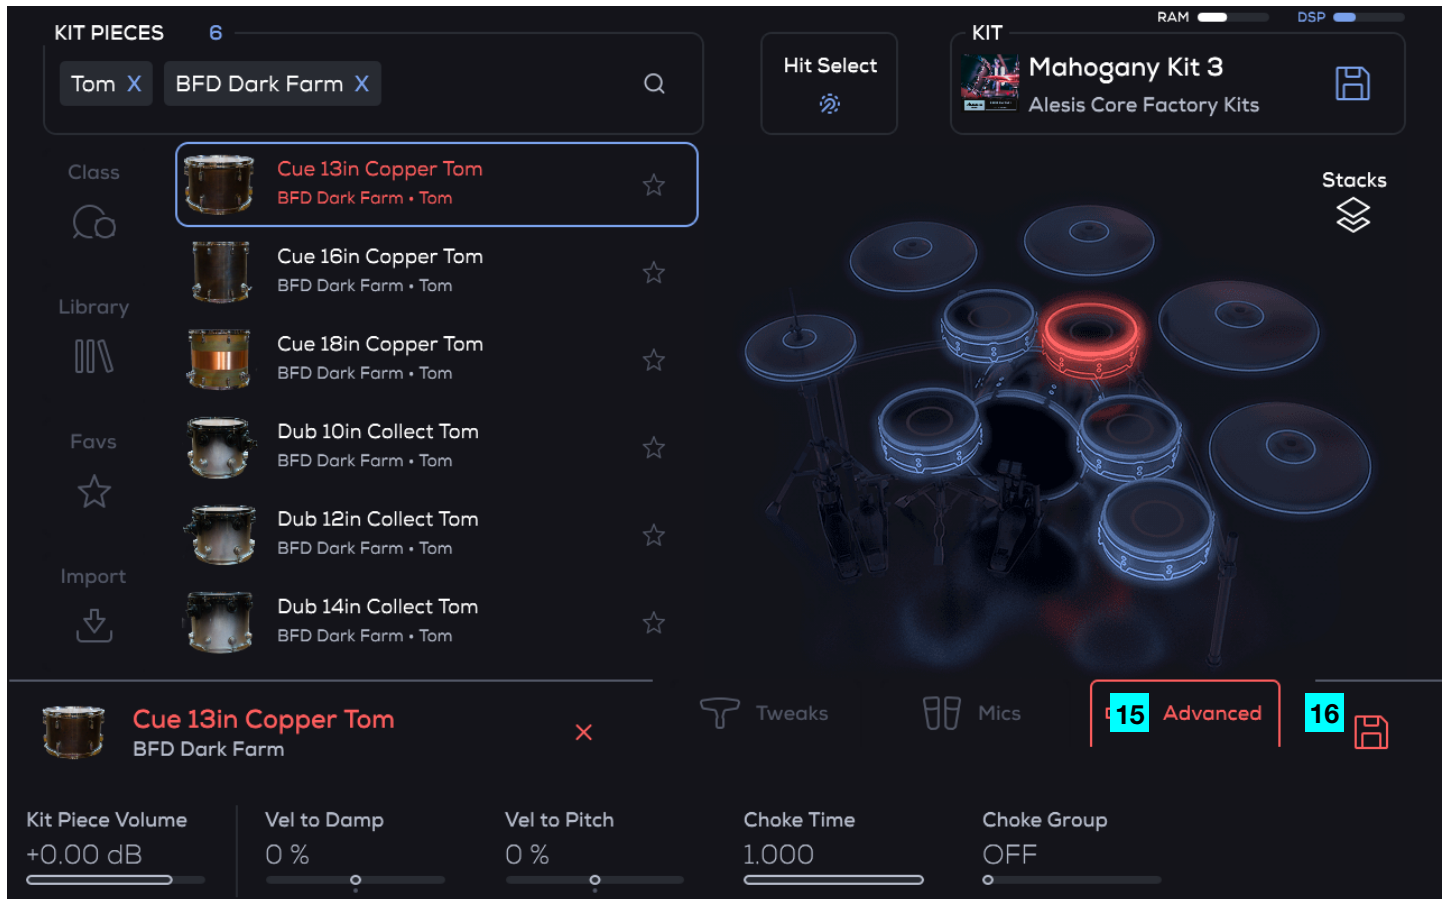 RAM
DSP
KIT PIECES 6
KIT
Tom X
BFD Dark Farm X
Hit Select
Mahogany Kit 3
Alesis Core Factory Kits
Class
Library
Favs
Import
Cue 13in Copper Tom
BFD Dark Farm • Tom
Cue 16in Copper Tom
BFD Dark Farm • Tom
Cue 18in Copper Tom
BFD Dark Farm • Tom
Dub 10in Collect Tom
BFD Dark Farm • Tom
Dub 12in Collect Tom
BFD Dark Farm • Tom
Dub 14in Collect Tom
BFD Dark Farm • Tom
Stacks
Cue 13in Copper Tom
BFD Dark Farm
Tweaks
Mics
15 Advanced
16
Kit Piece Volume
+0.00 dB
Vel to Damp
0 %
Vel to Pitch
0 %
Choke Time
1.000
Choke Group
OFF